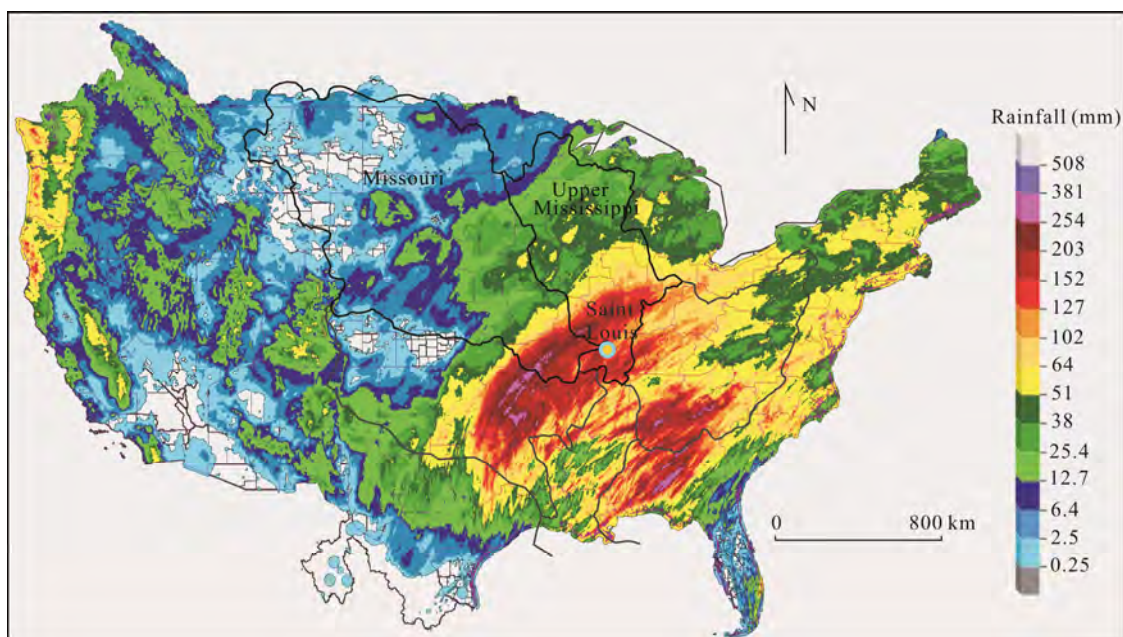 N
Rainfall (mm)
508
381
254
203
152
127
102
64
51
38
25.4
12.7
6.4
2.5
0.25
Missouri
Upper
Mississippi
Saint
Louis
0 800 km